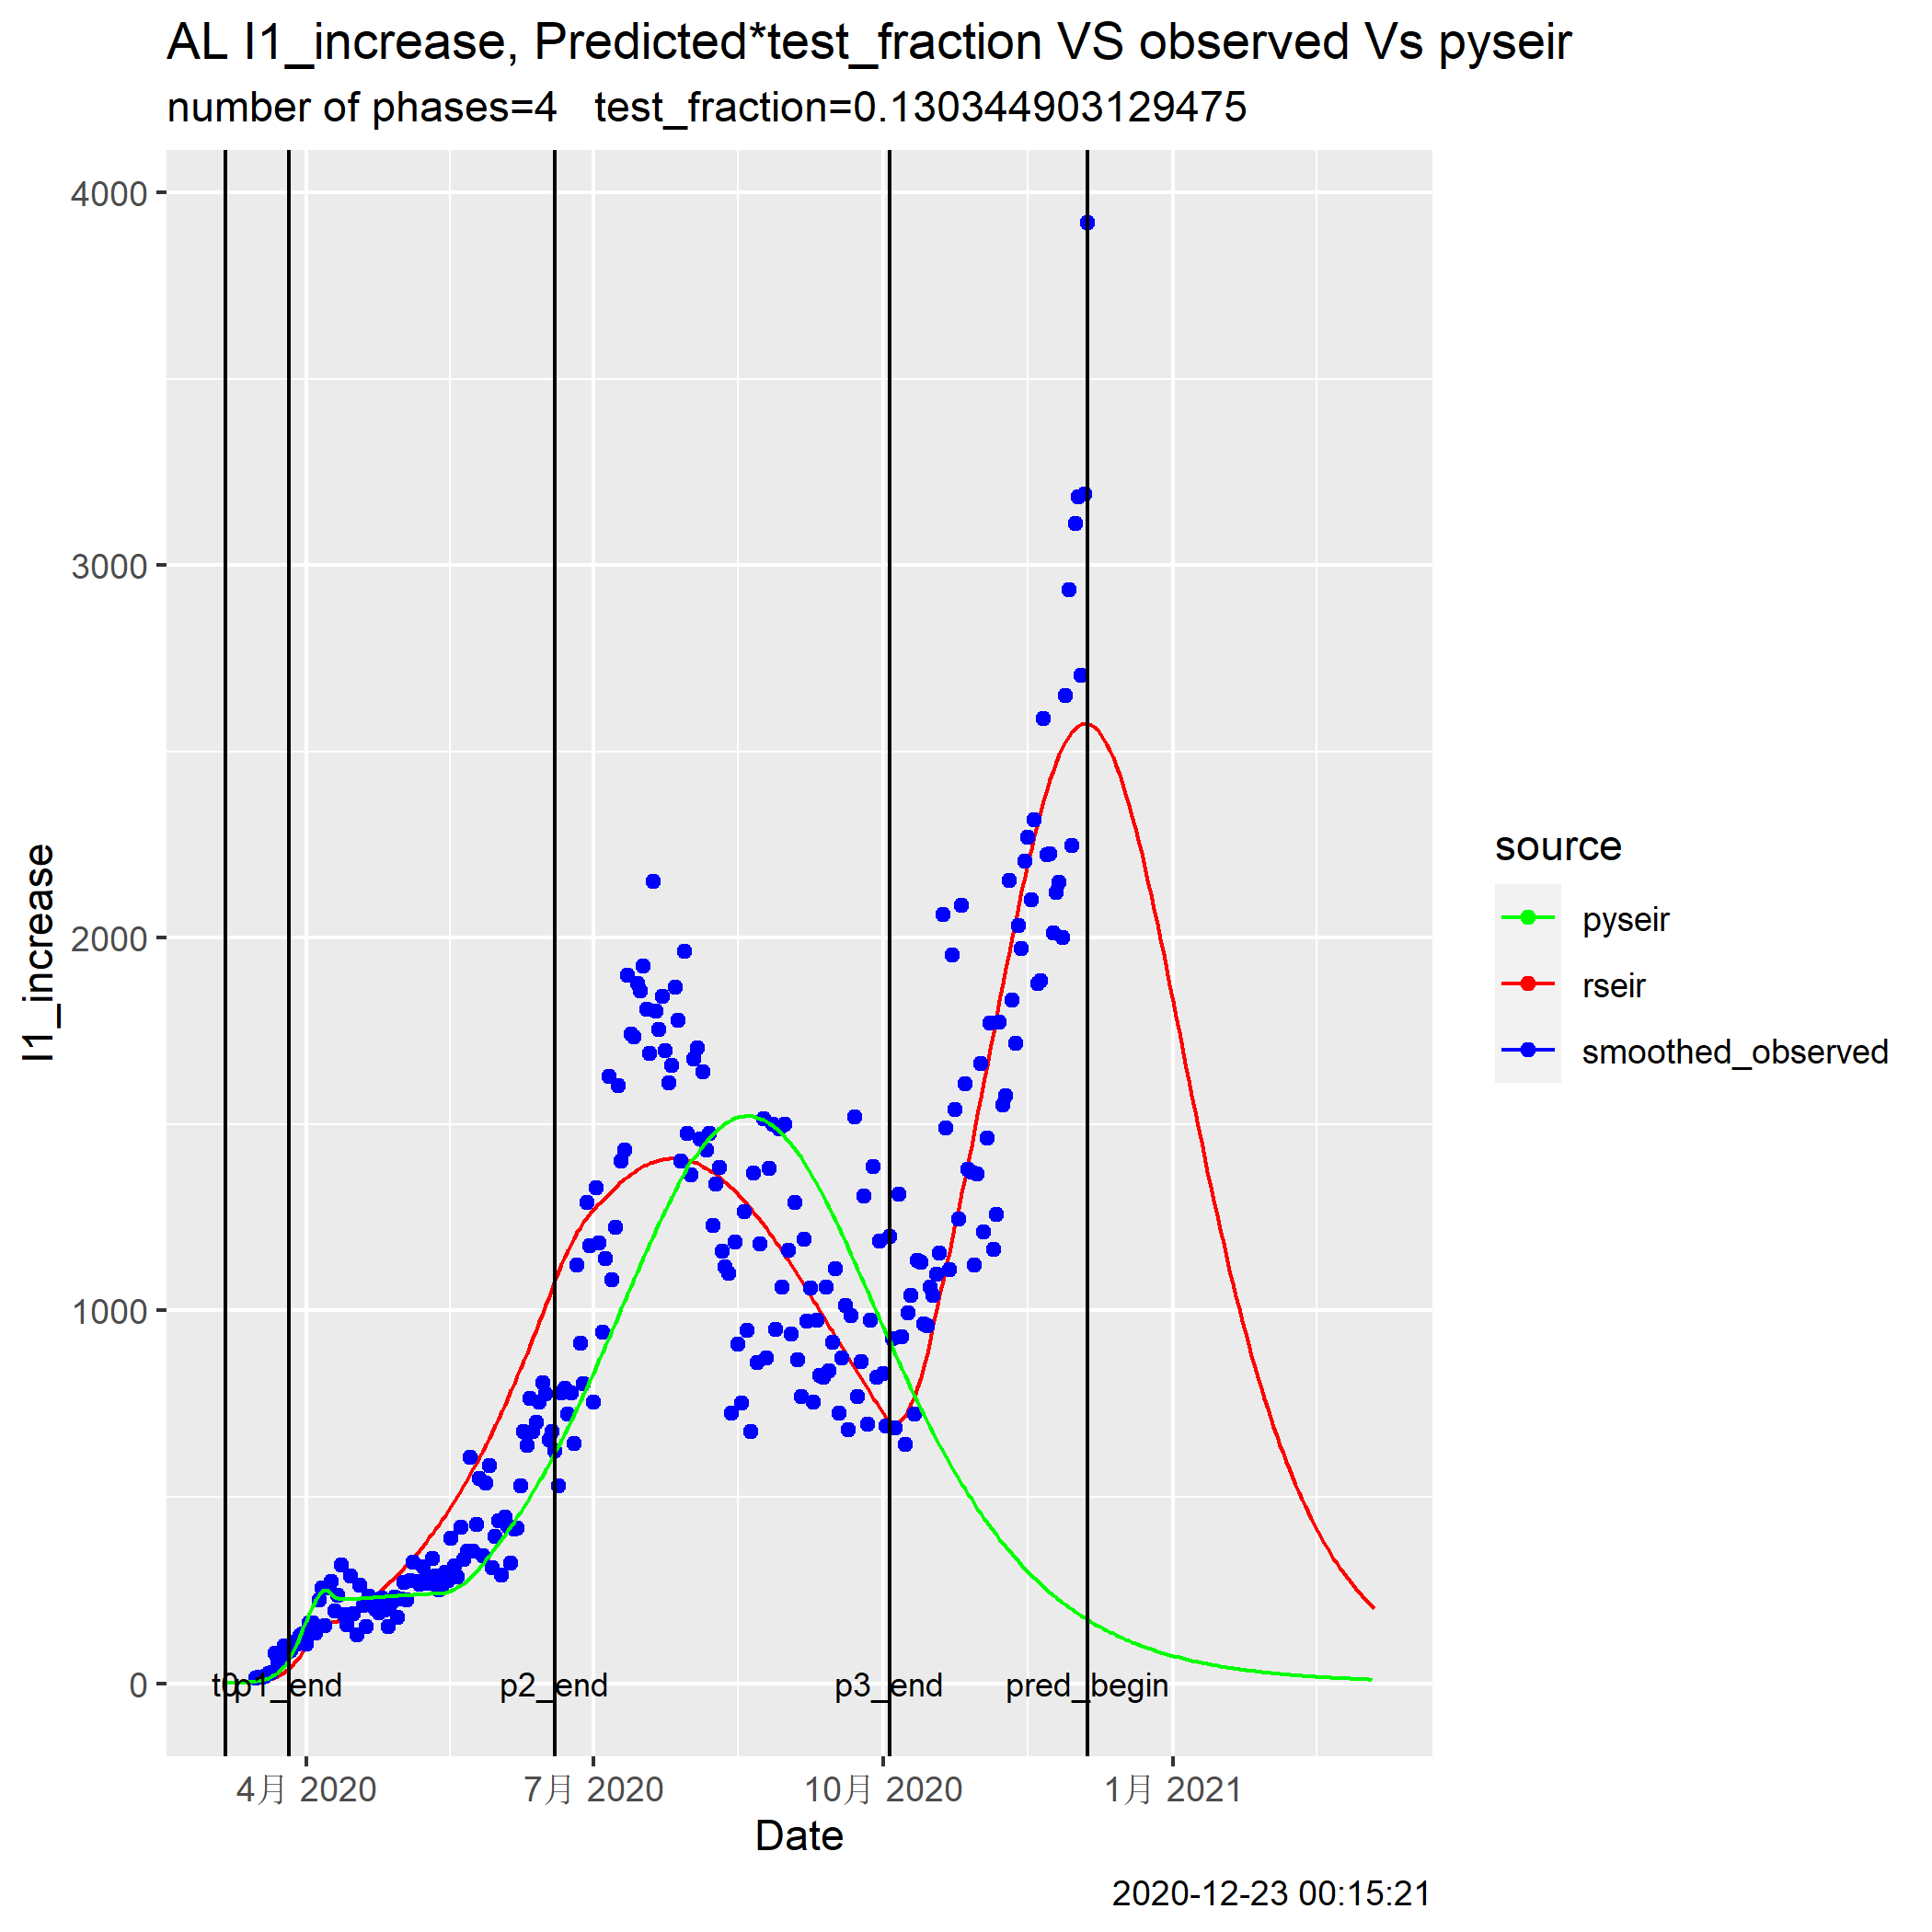 AL I1_increase, Predicted*test_fraction VS observed Vs pyseir
number of phases=4   test_fraction=0.130344903129475
4000
3000
2000
1000
0
I1_increase
t0
p1_end
p2_end
p3_end
pred_begin
4月 2020
7月 2020
10月 2020
1月 2021
Date
source
pyseir
rseir
smoothed_observed
2020-12-23 00:15:21